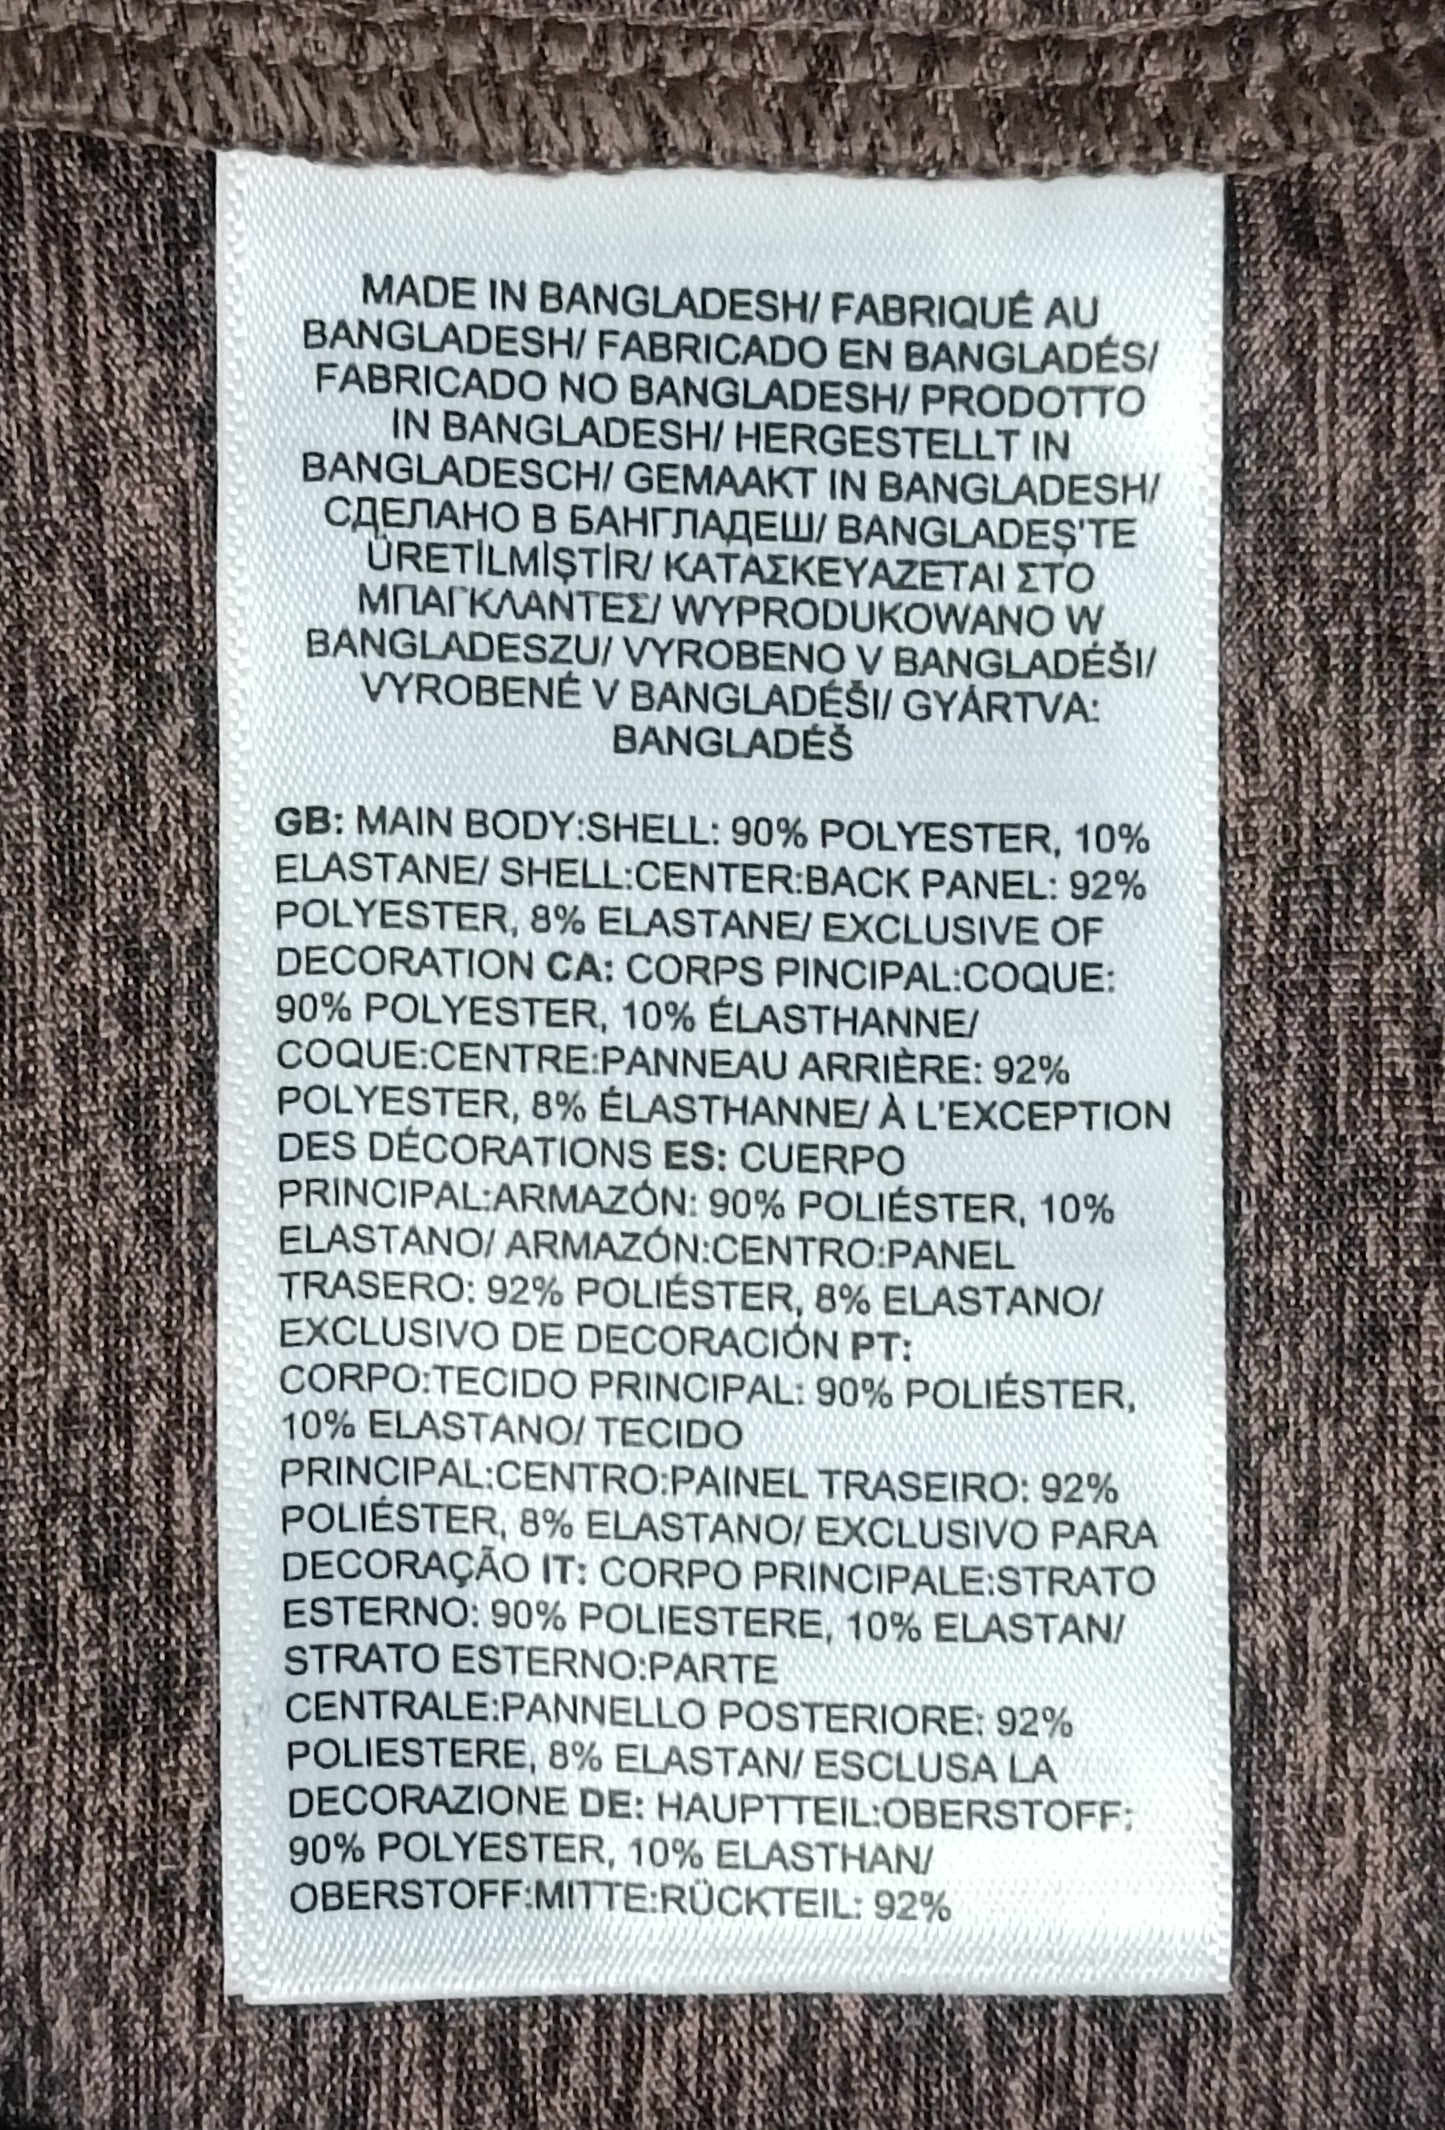 MADE IN BANGLADESH/ FABRIQUÉ AU
BANGLADESH/ FABRICADO EN BANGLADÉS/
FABRICADO NO BANGLADESH/ PRODOTTO
IN BANGLADESH/ HERGESTELLT IN
BANGLADESCH/ GEMAAKT IN BANGLADESH/
СДЕЛАНО В БАНГЛАДЕШ/ BANGLADEŞ'TE
ÜRETİLMİŞTİR/ ΚΑΤΑΣΚΕΥΑΖΕΤΑΙ ΣΤΟ
ΜΠΑΓΚΛΑΝΤΕΣ/ WYPRODUKOWANO W
BANGLADESZU/ VYROBENO V BANGLADÉŠI/
VYROBENÉ V BANGLADÉŠI/ GYÁRTVA:
BANGLADÉŠ
GB: MAIN BODY:SHELL: 90% POLYESTER, 10%
ELASTANE/ SHELL:CENTER:BACK PANEL: 92%
POLYESTER, 8% ELASTANE/ EXCLUSIVE OF
DECORATION CA: CORPS PINCIPAL:COQUE:
90% POLYESTER, 10% ÉLASTHANNE/
COQUE:CENTRE:PANNEAU ARRIÈRE: 92%
POLYESTER, 8% ÉLASTHANNE/ À L'EXCEPTION
DES DÉCORATIONS ES: CUERPO
PRINCIPAL:ARMAZÓN: 90% POLIÉSTER, 10%
ELASTANO/ ARMAZÓN:CENTRO:PANEL
TRASERO: 92% POLIÉSTER, 8% ELASTANO/
EXCLUSIVO DE DECORACIÓN PT:
CORPO:TECIDO PRINCIPAL: 90% POLIÉSTER,
10% ELASTANO/ TECIDO
PRINCIPAL:CENTRO:PAINEL TRASEIRO: 92%
POLIÉSTER, 8% ELASTANO/ EXCLUSIVO PARA
DECORAÇÃO IT: CORPO PRINCIPALE:STRATO
ESTERNO: 90% POLIESTERE, 10% ELASTAN/
STRATO ESTERNO:PARTE
CENTRALE:PANNELLO POSTERIORE: 92%
POLIESTERE, 8% ELASTAN/ ESCLUSA LA
DECORAZIONE DE: HAUPTTEIL:OBERSTOFF:
90% POLYESTER, 10% ELASTHAN/
OBERSTOFF:MITTE:RÜCKTEIL: 92%